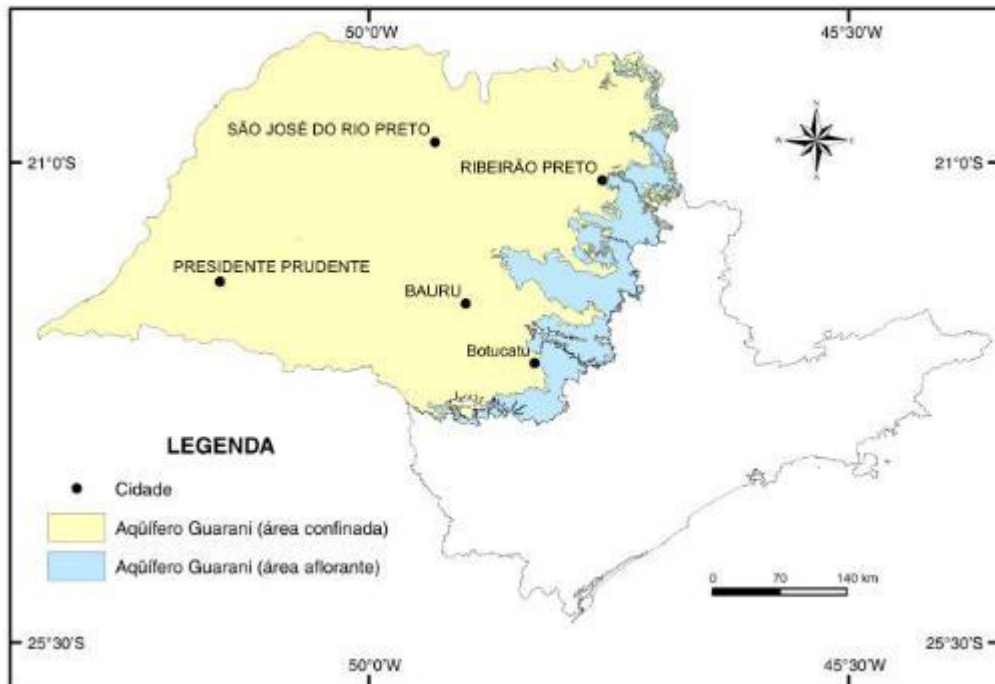 50°0'W 45°30'W
N
W E
S
SÃO JOSÉ DO RIO PRETO
21°0'S 21°0'S
RIBEIRÃO PRETO
PRESIDENTE PRUDENTE
BAURU
Botucatu
LEGENDA
Cidade
Aqüífero Guarani (área confinada)
Aqüífero Guarani (área aflorante)
0 70 140 km
25°30'S 25°30'S
50°0'W 45°30'W